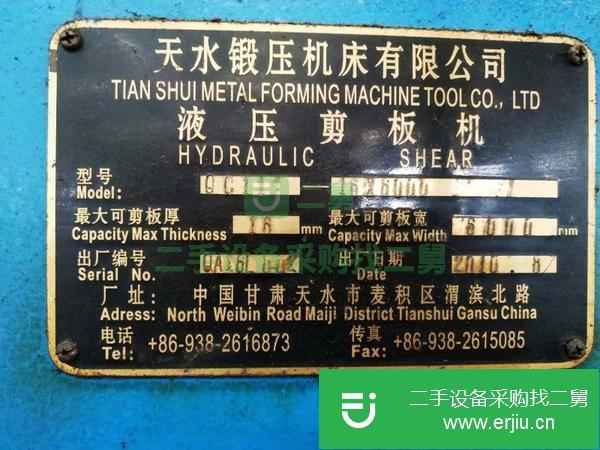 天水锻压机床有限公司
TIAN SHUI METAL FORMING MACHINE TOOL CO., LTD
液压剪板机
HYDRAULIC SHEAR
型号
Model: 16X6000
最大可剪板厚 16 mm 最大可剪板宽 6000 mm
Capacity Max Thickness Capacity Max Width
出厂编号 出厂日期 2010.8
Serial No. Date
二手设备采购找二舅
厂址: 中国甘肃天水市麦积区渭滨北路
Adress: North Weibin Road Maiji District Tianshui Gansu China
电话 传真
Tel: +86-938-2616873 Fax: +86-938-2615085
二手设备采购找二舅
www.erjiu.cn